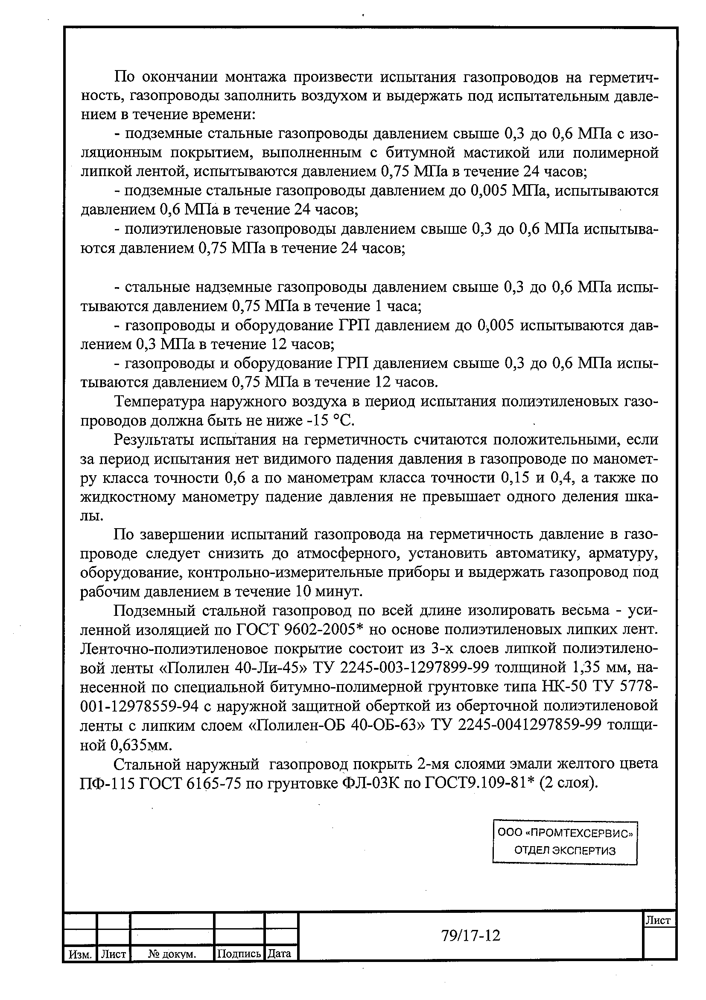 По окончании монтажа произвести испытания газопроводов на герметич-
ность, газопроводы заполнить воздухом и выдержать под испытательным давле-
нием в течение времени:
- подземные стальные газопроводы давлением свыше 0,3 до 0,6 МПа с изо-
ляционным покрытием, выполненным с битумной мастикой или полимерной
липкой лентой, испытываются давлением 0,75 МПа в течение 24 часов;
- подземные стальные газопроводы давлением до 0,005 МПа, испытываются
давлением 0,6 МПа в течение 24 часов;
- полиэтиленовые газопроводы давлением свыше 0,3 до 0,6 МПа испытыва-
ются давлением 0,75 МПа в течение 24 часов;
- стальные надземные газопроводы давлением свыше 0,3 до 0,6 МПа испы-
тываются давлением 0,75 МПа в течение 1 часа;
- газопроводы и оборудование ГРП давлением до 0,005 испытываются дав-
лением 0,3 МПа в течение 12 часов;
- газопроводы и оборудование ГРП давлением свыше 0,3 до 0,6 МПа испы-
тываются давлением 0,75 МПа в течение 12 часов.
Температура наружного воздуха в период испытания полиэтиленовых газо-
проводов должна быть не ниже -15 °С.
Результаты испытания на герметичность считаются положительными, если
за период испытания нет видимого падения давления в газопроводе по маномет-
ру класса точности 0,6 а по манометрам класса точности 0,15 и 0,4, а также по
жидкостному манометру падение давления не превышает одного деления шка-
лы.
По завершении испытаний газопровода на герметичность давление в газо-
проводе следует снизить до атмосферного, установить автоматику, арматуру,
оборудование, контрольно-измерительные приборы и выдержать газопровод под
рабочим давлением в течение 10 минут.
Подземный стальной газопровод по всей длине изолировать весьма - уси-
ленной изоляцией по ГОСТ 9602-2005* но основе полиэтиленовых липких лент.
Ленточно-полиэтиленовое покрытие состоит из 3-х слоев липкой полиэтилено-
вой ленты «Полилен 40-Ли-45» ТУ 2245-003-1297899-99 толщиной 1,35 мм, на-
несенной по специальной битумно-полимерной грунтовке типа НК-50 ТУ 5778-
001-12978559-94 с наружной защитной оберткой из оберточной полиэтиленовой
ленты с липким слоем «Полилен-ОБ 40-ОБ-63» ТУ 2245-0041297859-99 толщи-
ной 0,635мм.
Стальной наружный газопровод покрыть 2-мя слоями эмали желтого цвета
ПФ-115 ГОСТ 6165-75 по грунтовке ФЛ-03К по ГОСТ9.109-81* (2 слоя).
ООО «ПРОМТЕХСЕРВИС»
ОТДЕЛ ЭКСПЕРТИЗ
79/17-12
Лист
Изм. Лист № докум. Подпись Дата